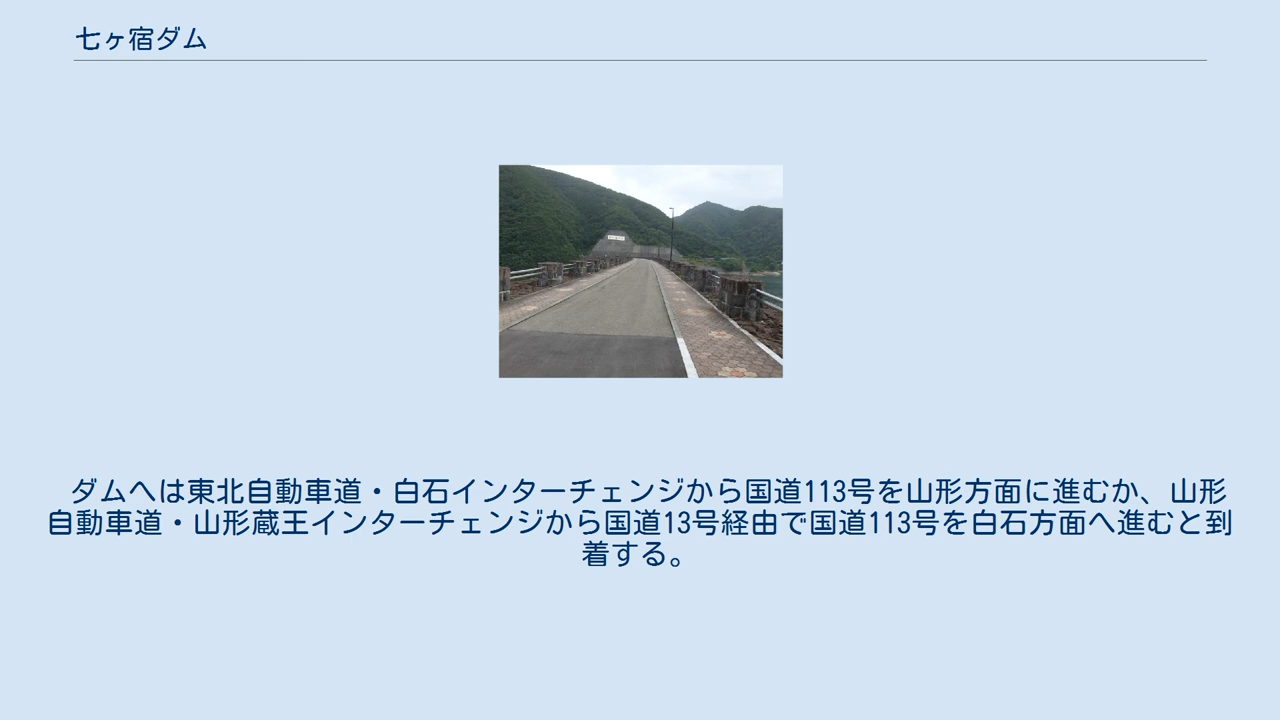 七ヶ宿ダム
ダムへは東北自動車道・白石インターチェンジから国道113号を山形方面に進むか、山形
自動車道・山形蔵王インターチェンジから国道13号経由で国道113号を白石方面へ進むと到
着する。